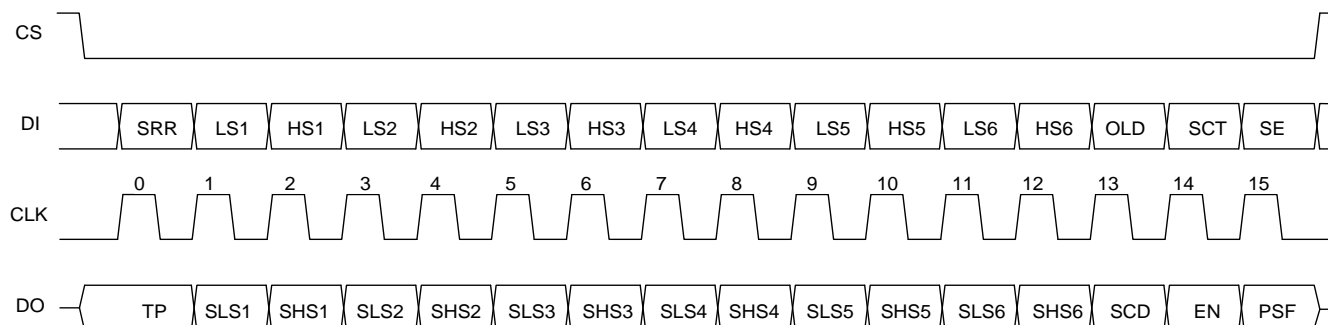 CS
DI SRR LS1 HS1 LS2 HS2 LS3 HS3 LS4 HS4 LS5 HS5 LS6 HS6 OLD SCT SE
0 1 2 3 4 5 6 7 8 9 10 11 12 13 14 15
CLK
DO TP SLS1 SHS1 SLS2 SHS2 SLS3 SHS3 SLS4 SHS4 SLS5 SHS5 SLS6 SHS6 SCD EN PSF